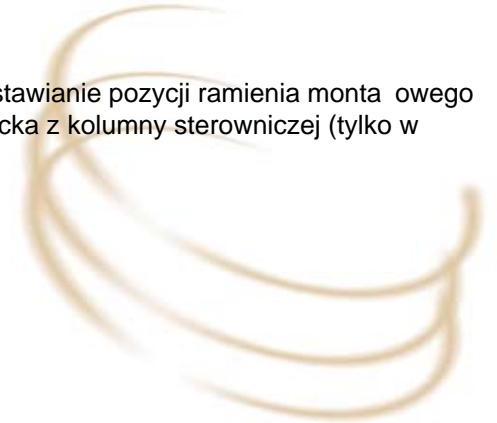 stawianie pozycji ramienia monta owego
cka z kolumny sterowniczej (tylko w